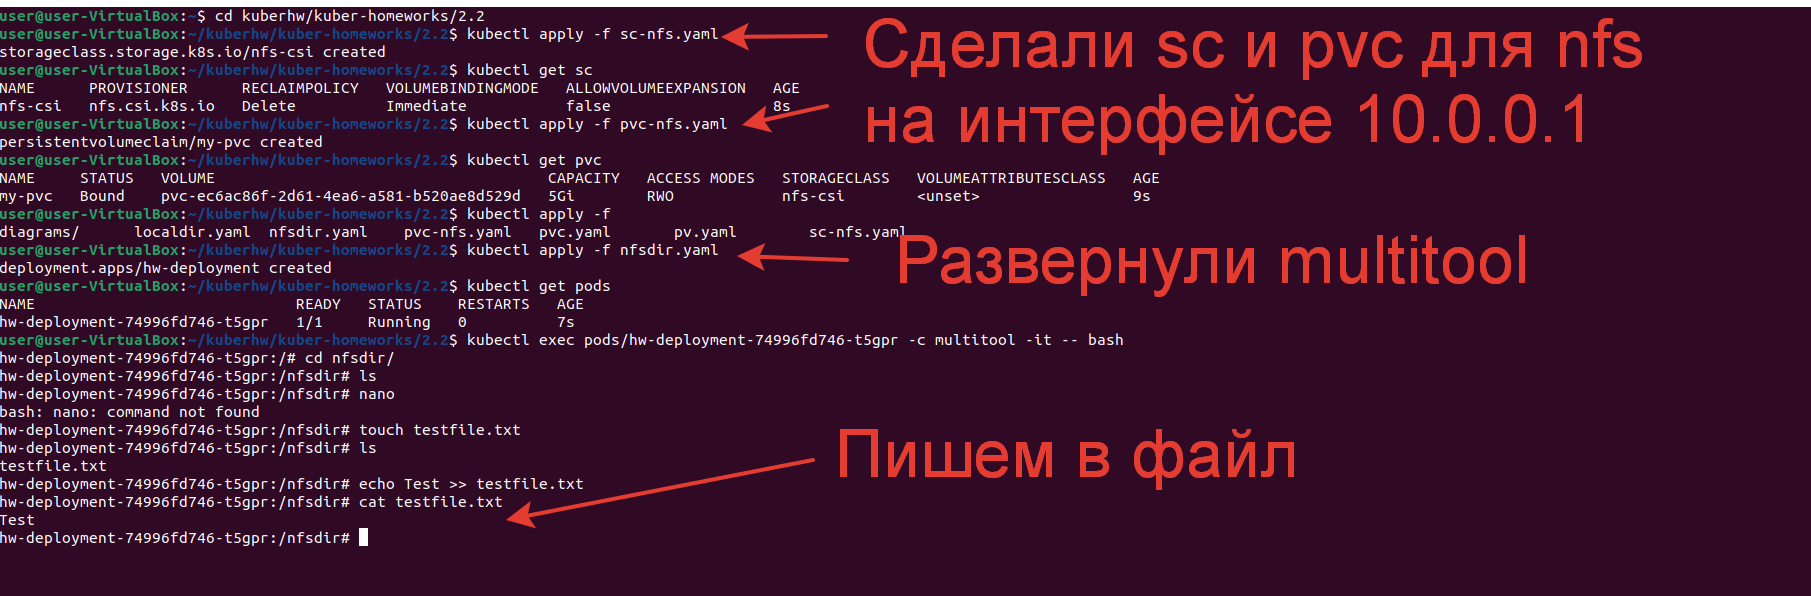 user@user-VirtualBox:~$ cd kuberhw/kuber-homeworks/2.2
user@user-VirtualBox:~/kuberhw/kuber-homeworks/2.2$ kubectl apply -f sc-nfs.yaml
storageclass.storage.k8s.io/nfs-csi created
user@user-VirtualBox:~/kuberhw/kuber-homeworks/2.2$ kubectl get sc
NAME PROVISIONER RECLAIMPOLICY VOLUMEBINDINGMODE ALLOWVOLUMEEXPANSION AGE
nfs-csi nfs.csi.k8s.io Delete Immediate false 8s
user@user-VirtualBox:~/kuberhw/kuber-homeworks/2.2$ kubectl apply -f pvc-nfs.yaml
persistentvolumeclaim/my-pvc created
user@user-VirtualBox:~/kuberhw/kuber-homeworks/2.2$ kubectl get pvc
NAME STATUS VOLUME CAPACITY ACCESS MODES STORAGECLASS VOLUMEATTRIBUTESCLASS AGE
my-pvc Bound pvc-ec6ac86f-2d61-4ea6-a581-b520ae8d529d 5Gi RWO nfs-csi <unset> 9s
user@user-VirtualBox:~/kuberhw/kuber-homeworks/2.2$ kubectl apply -f
diagrams/ localdir.yaml nfsdir.yaml pvc-nfs.yaml pvc.yaml pv.yaml sc-nfs.yaml
user@user-VirtualBox:~/kuberhw/kuber-homeworks/2.2$ kubectl apply -f nfsdir.yaml
deployment.apps/hw-deployment created
user@user-VirtualBox:~/kuberhw/kuber-homeworks/2.2$ kubectl get pods
NAME READY STATUS RESTARTS AGE
hw-deployment-74996fd746-t5gpr 1/1 Running 0 7s
user@user-VirtualBox:~/kuberhw/kuber-homeworks/2.2$ kubectl exec pods/hw-deployment-74996fd746-t5gpr -c multitool -it -- bash
hw-deployment-74996fd746-t5gpr:/# cd nfsdir/
hw-deployment-74996fd746-t5gpr:/nfsdir# ls
hw-deployment-74996fd746-t5gpr:/nfsdir# nano
bash: nano: command not found
hw-deployment-74996fd746-t5gpr:/nfsdir# touch testfile.txt
hw-deployment-74996fd746-t5gpr:/nfsdir# ls
testfile.txt
hw-deployment-74996fd746-t5gpr:/nfsdir# echo Test >> testfile.txt
hw-deployment-74996fd746-t5gpr:/nfsdir# cat testfile.txt
Test
hw-deployment-74996fd746-t5gpr:/nfsdir#
Сделали sc и pvc для nfs
на интерфейсе 10.0.0.1
Развернули multitool
Пишем в файл